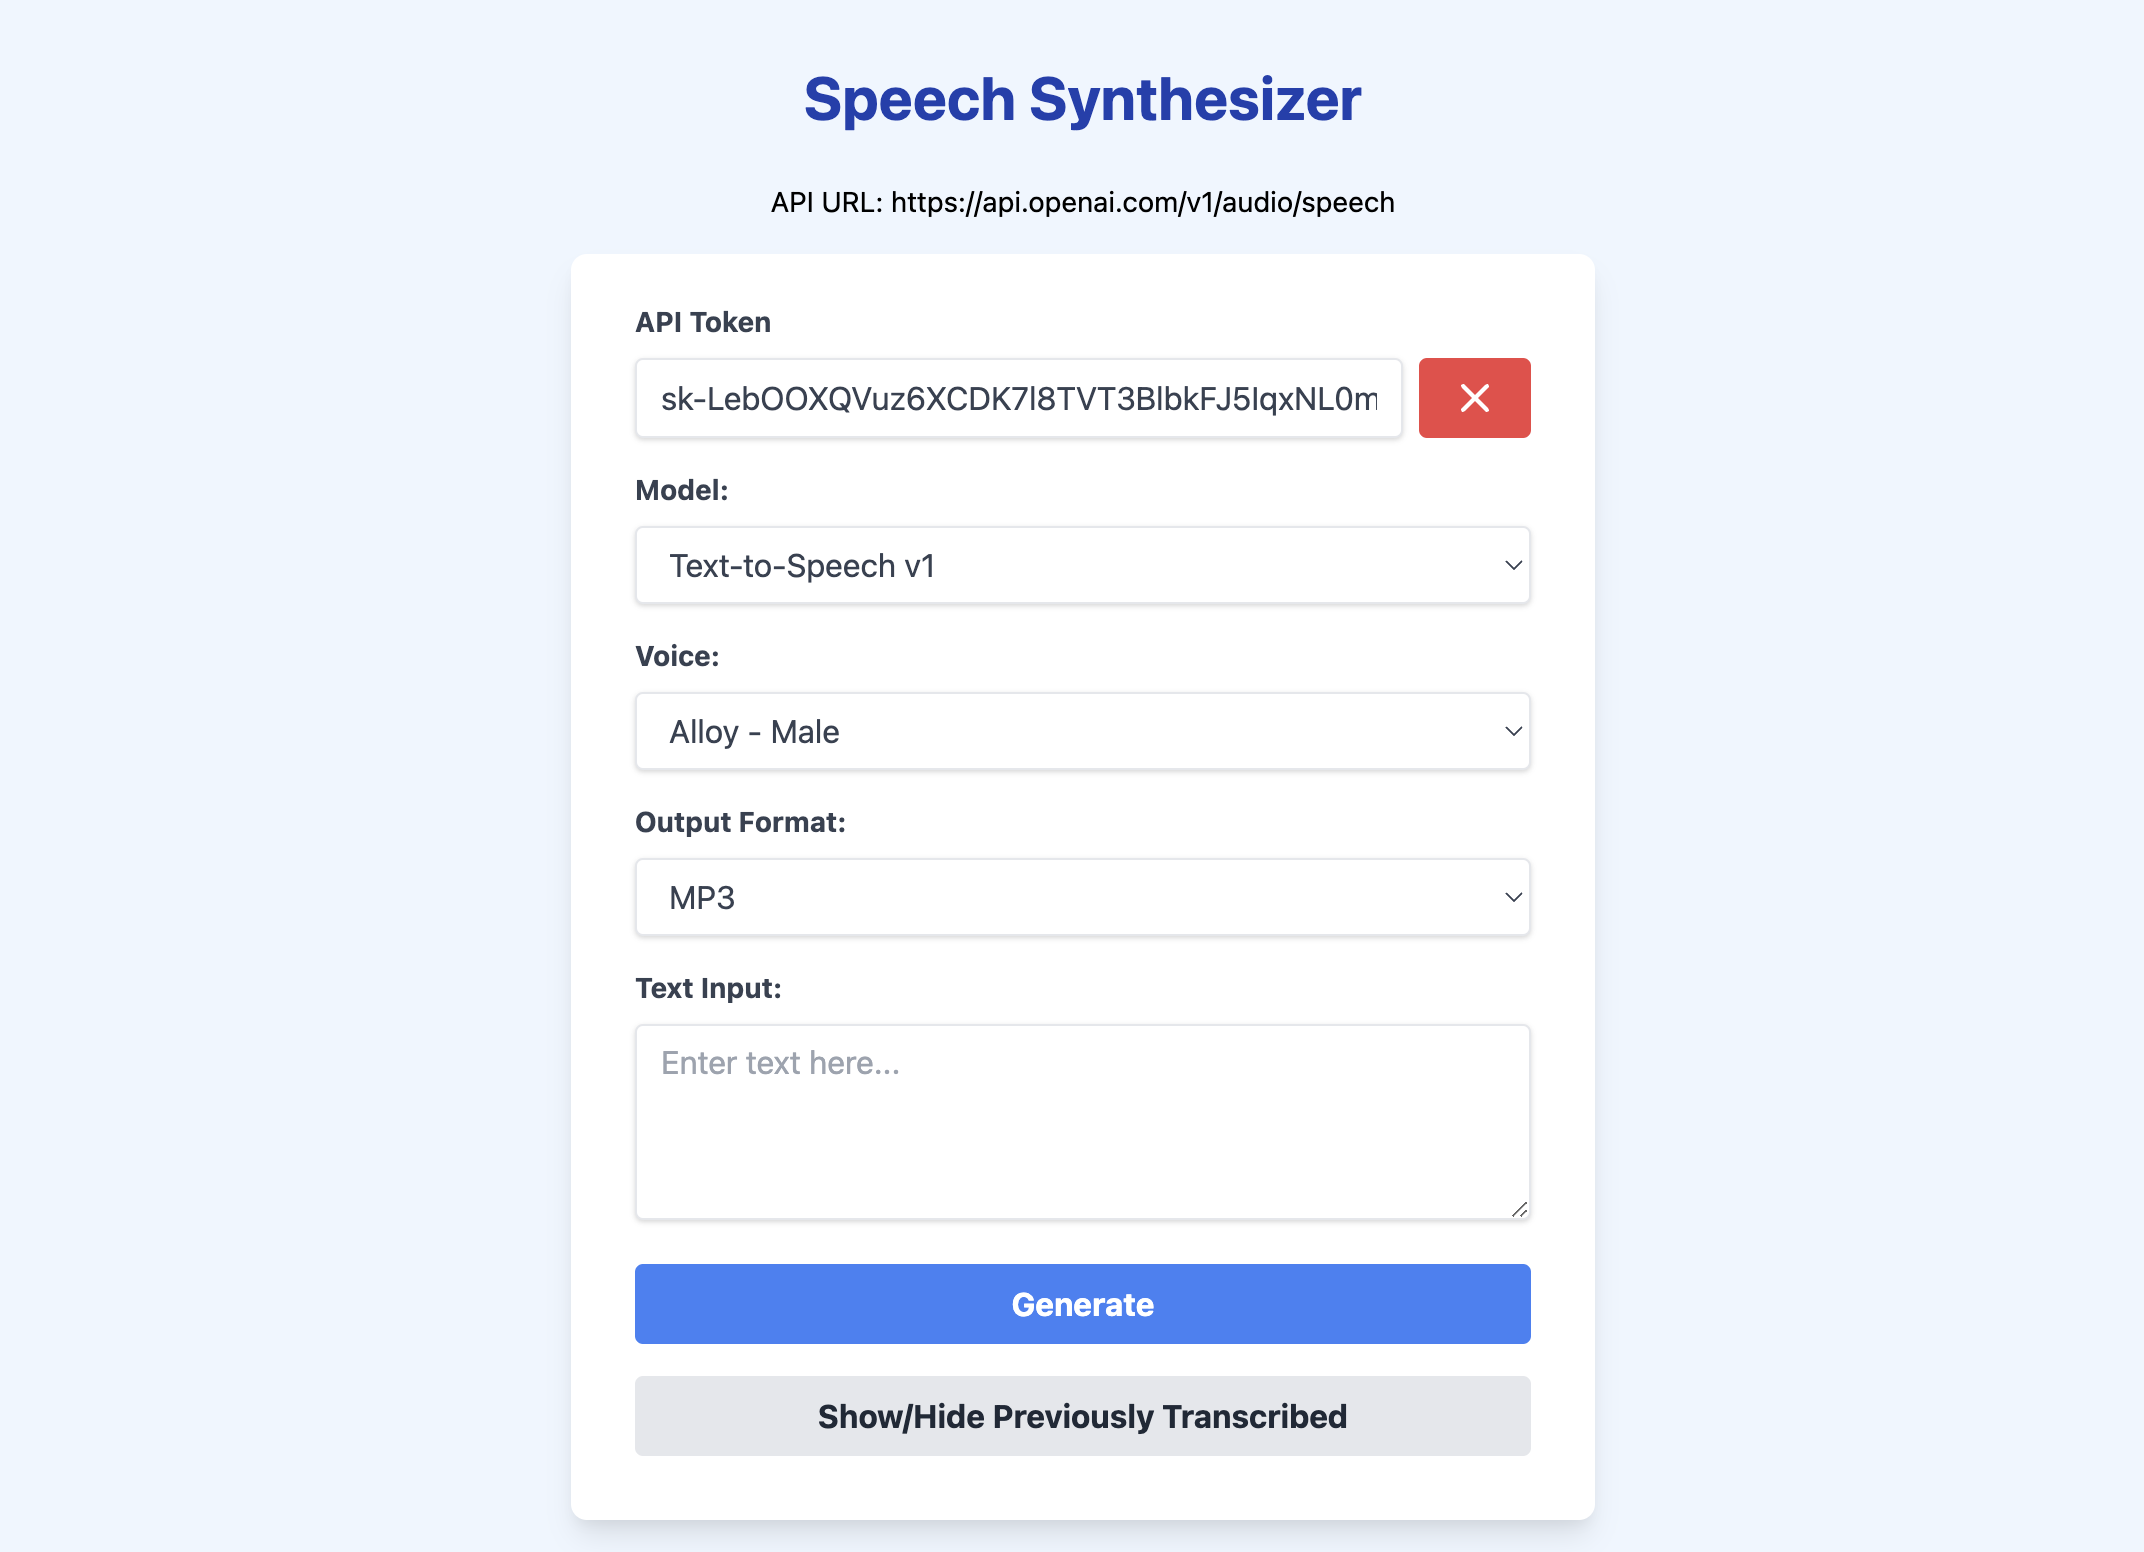 Speech Synthesizer
API URL: https://api.openai.com/v1/audio/speech
API Token
sk-LebOOXQVuz6XCDK7l8TVT3BlbkFJ5IqxNL0m
Model:
Text-to-Speech v1
Voice:
Alloy - Male
Output Format:
MP3
Text Input:
Enter text here...
Generate
Show/Hide Previously Transcribed